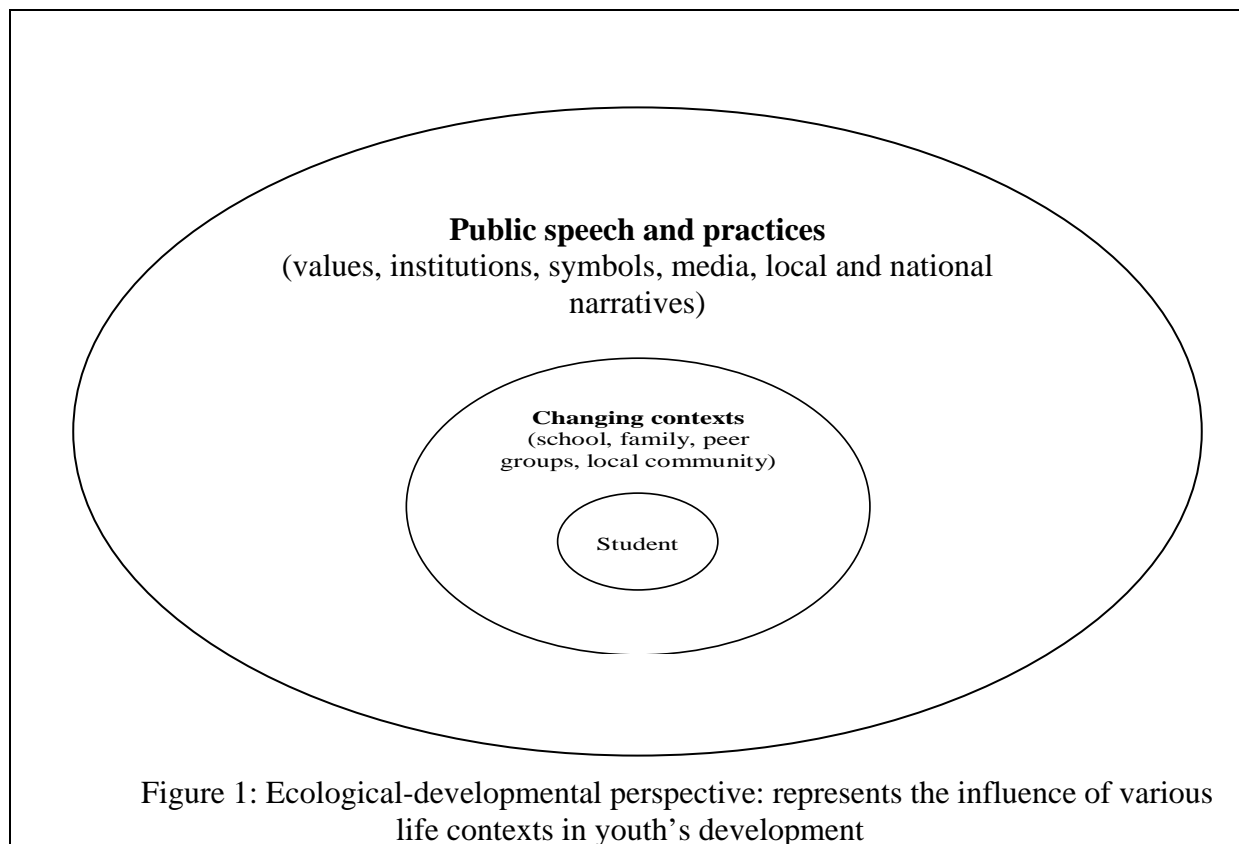 Public speech and practices
(values, institutions, symbols, media, local and national
narratives)
Changing contexts
(school, family, peer
groups, local community)
Student
Figure 1: Ecological-developmental perspective: represents the influence of various
life contexts in youth’s development